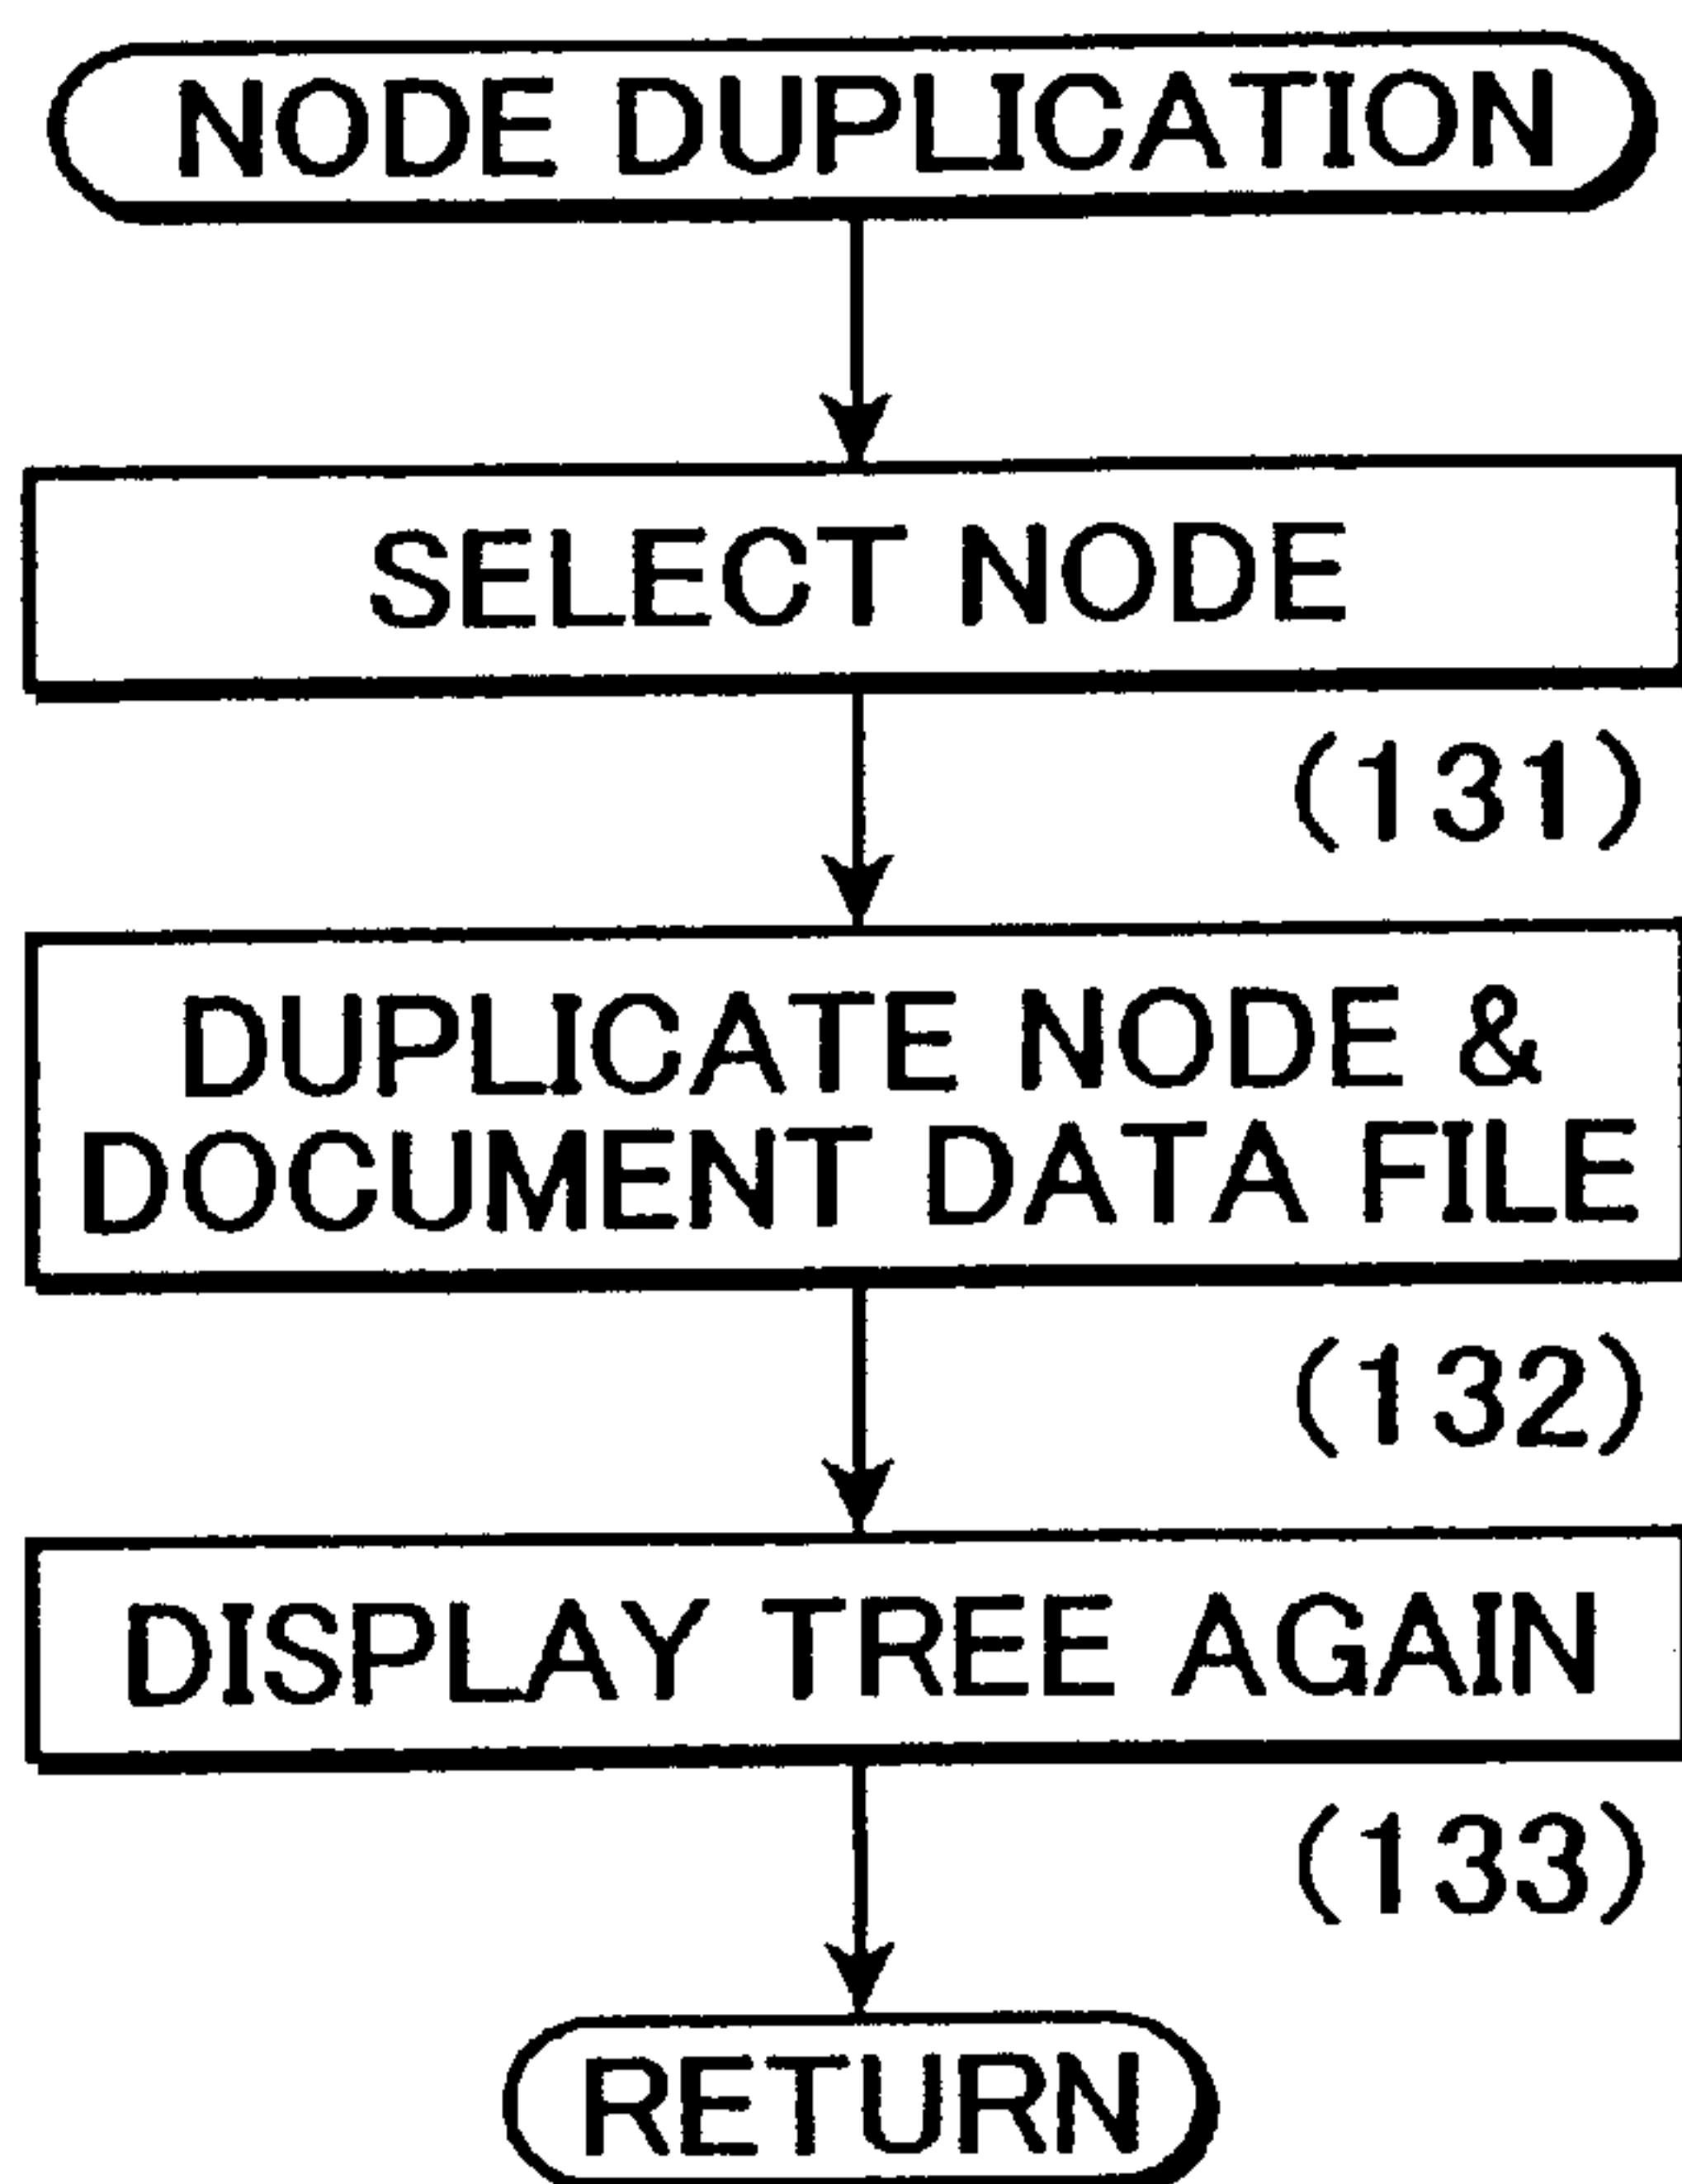 NODE DUPLICATION
SELECT NODE
(131)
DUPLICATE NODE &
DOCUMENT DATA FILE
(132)
DISPLAY TREE AGAIN
(133)
RETURN